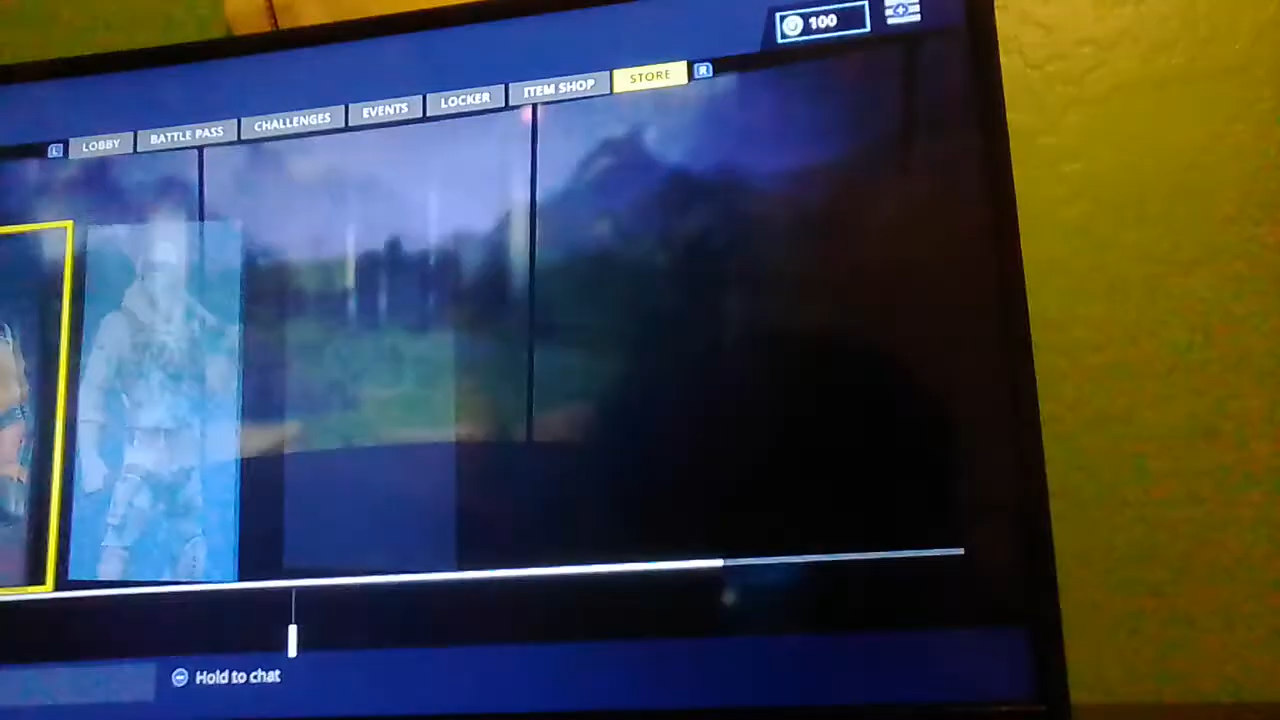 100
L LOBBY BATTLE PASS CHALLENGES EVENTS LOCKER ITEM SHOP STORE R
Hold to chat